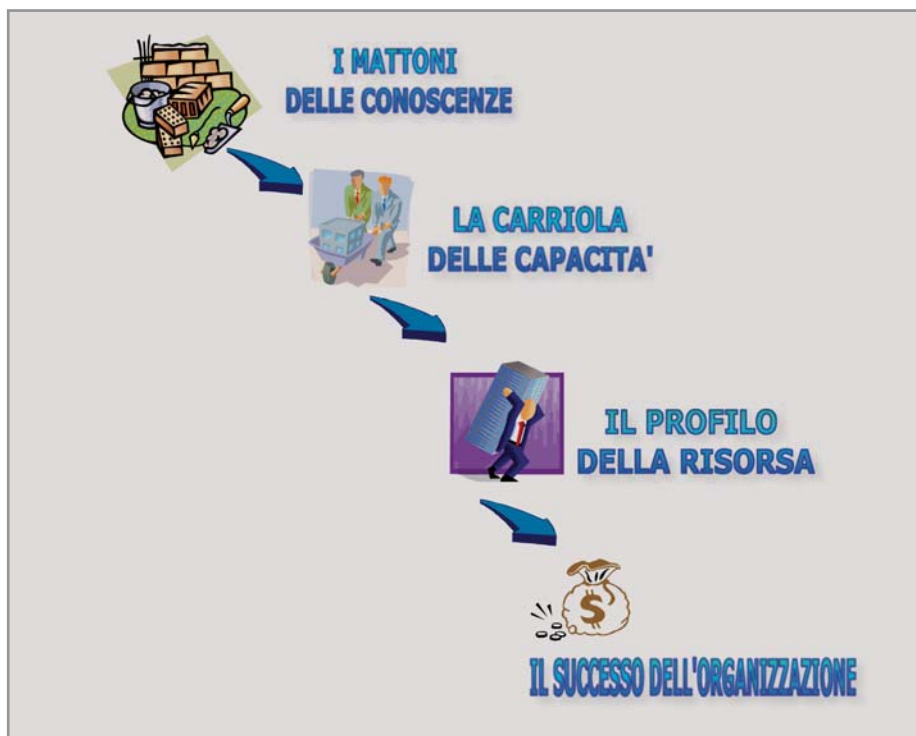 I MATTONI
DELLE CONOSCENZE
LA CARRIOLA
DELLE CAPACITA'
IL PROFILO
DELLA RISORSA
$
IL SUCCESSO DELL'ORGANIZZAZIONE